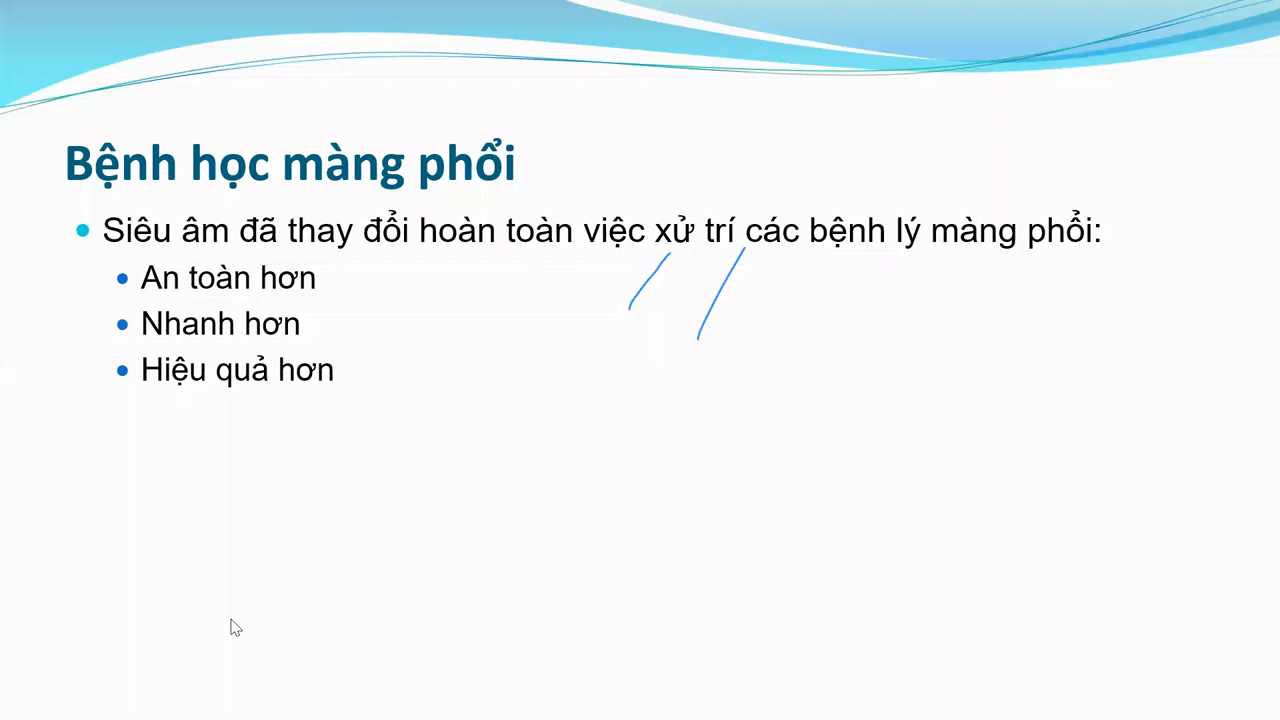 Bệnh học màng phổi
Siêu âm đã thay đổi hoàn toàn việc xử trí các bệnh lý màng phổi:
An toàn hơn
Nhanh hơn
Hiệu quả hơn